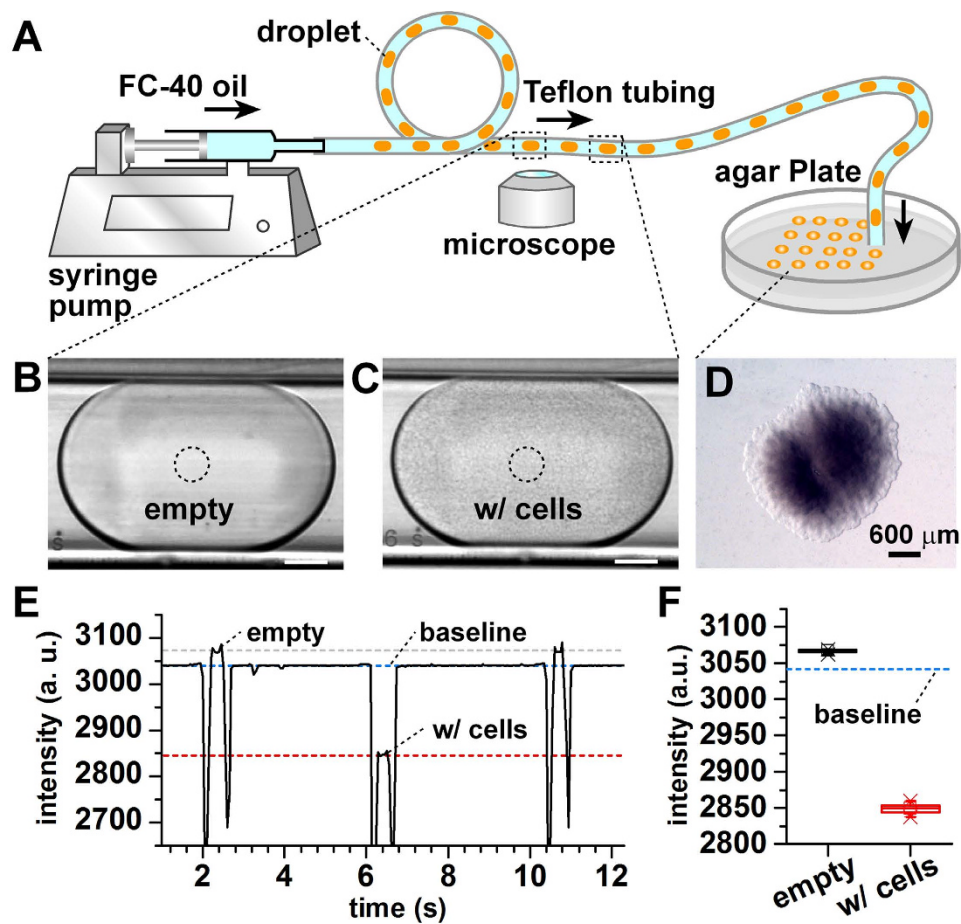 A
droplet
FC-40 oil
Teflon tubing
agar Plate
microscope
syringe
pump
B
empty
C
w/ cells
6 s
D
600 μm
E
3100
3000
2900
2800
2700
intensity (a. u.)
empty
baseline
w/ cells
2
4
6
8
10
12
time (s)
F
3100
3050
3000
2950
2900
2850
2800
intensity (a.u.)
baseline
empty
w/ cells